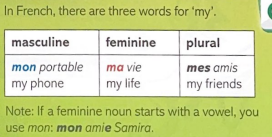 In French, there are three words for ‘my’.
masculine feminine plural
mon portable ma vie mes amis
my phone my life my friends
Note: If a feminine noun starts with a vowel, you
use mon: mon amie Samira.